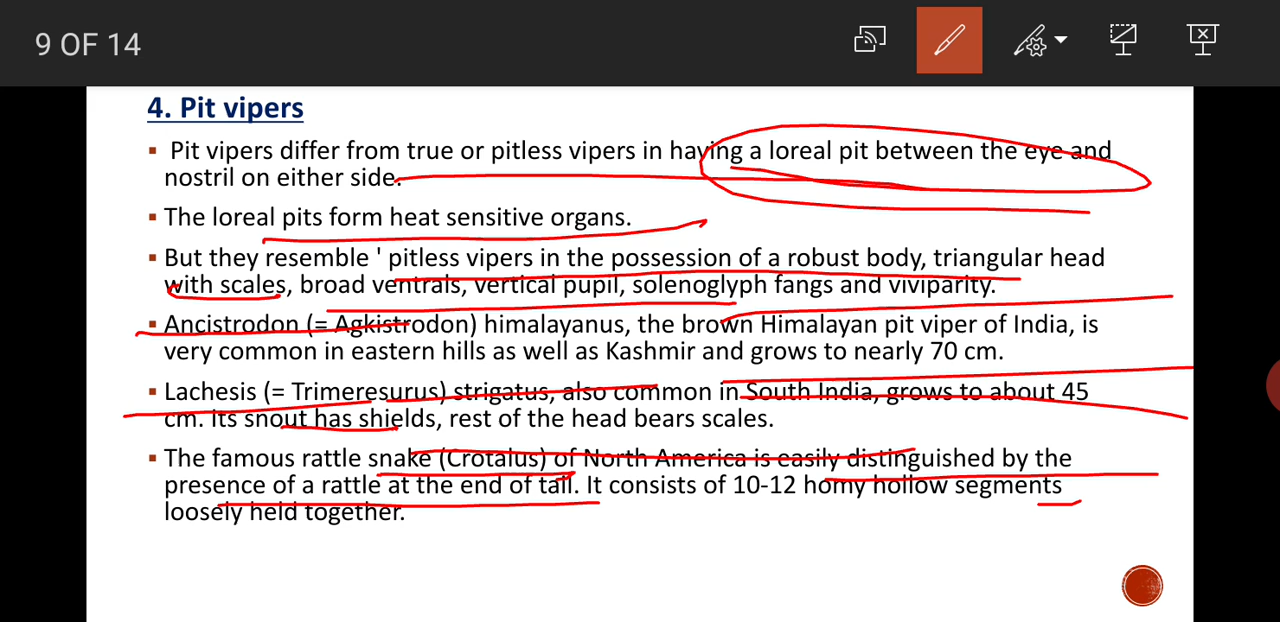 9 OF 14
4. Pit vipers
▪ Pit vipers differ from true or pitless vipers in having a loreal pit between the eye and
nostril on either side.
▪ The loreal pits form heat sensitive organs.
▪ But they resemble ' pitless vipers in the possession of a robust body, triangular head
with scales, broad ventrals, vertical pupil, solenoglyph fangs and viviparity.
▪ Ancistrodon (= Agkistrodon) himalayanus, the brown Himalayan pit viper of India, is
very common in eastern hills as well as Kashmir and grows to nearly 70 cm.
▪ Lachesis (= Trimeresurus) strigatus, also common in South India, grows to about 45
cm. Its snout has shields, rest of the head bears scales.
▪ The famous rattle snake (Crotalus) of North America is easily distinguished by the
presence of a rattle at the end of tail. It consists of 10-12 homy hollow segments
loosely held together.